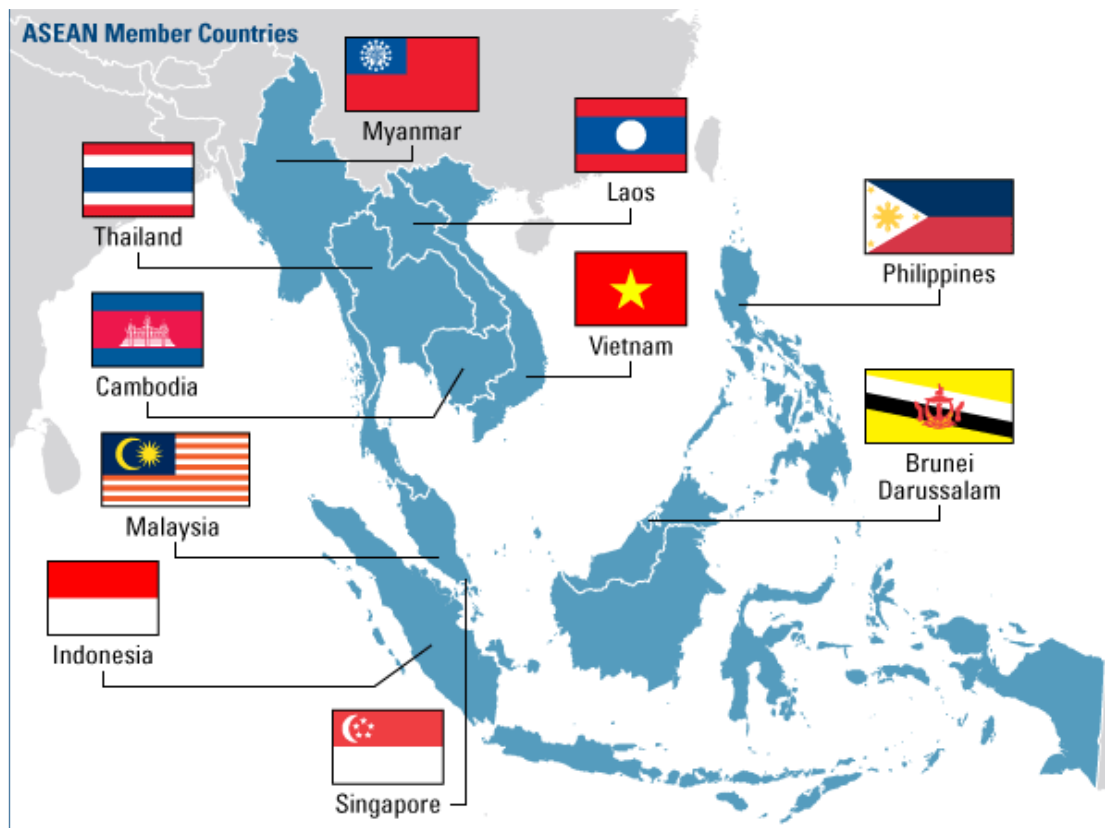 ASEAN Member Countries
Myanmar
Laos
Thailand
Philippines
Vietnam
Cambodia
Brunei
Darussalam
Malaysia
Indonesia
Singapore